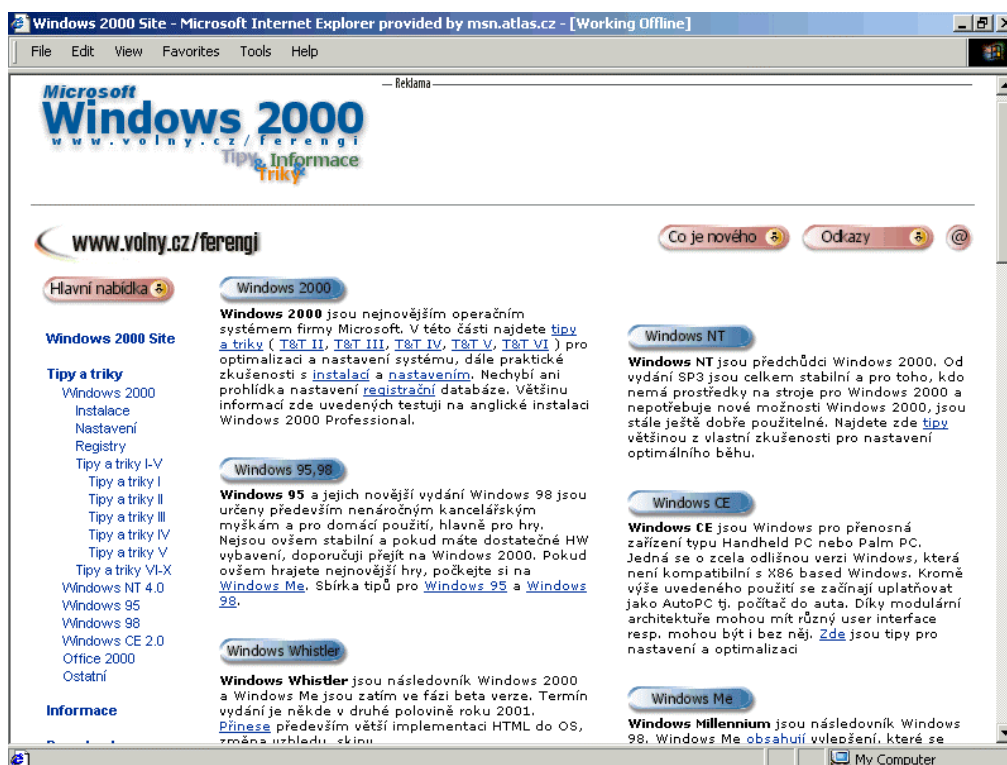 Windows 2000 Site - Microsoft Internet Explorer provided by msn.atlas.cz - [Working Offline]
File Edit View Favorites Tools Help
Microsoft
Windows 2000
www.volny.cz/ferengi
Tipy & Informace
& Triky
Reklama
www.volny.cz/ferengi
Co je nového
Odkazy
@
Hlavní nabídka
Windows 2000 Site
Tipy a triky
Windows 2000
Instalace
Nastavení
Registry
Tipy a triky I-V
Tipy a triky I
Tipy a triky II
Tipy a triky III
Tipy a triky IV
Tipy a triky V
Tipy a triky VI-X
Windows NT 4.0
Windows 95
Windows 98
Windows CE 2.0
Office 2000
Ostatní
Informace
Windows 2000
Windows 2000 jsou nejnovějším operačním
systémem firmy Microsoft. V této části najdete tipy
a triky ( T&T II, T&T III, T&T IV, T&T V, T&T VI ) pro
optimalizaci a nastavení systému, dále praktické
zkušenosti s instalací a nastavením. Nechybí ani
prohlídka nastavení registrační databáze. Většinu
informací zde uvedených testuji na anglické instalaci
Windows 2000 Professional.
Windows 95,98
Windows 95 a jejich novější vydání Windows 98 jsou
určeny především nenáročným kancelářským
myškám a pro domácí použití, hlavně pro hry.
Nejsou ovšem stabilní a pokud máte dostatečné HW
vybavení, doporučuji přejít na Windows 2000. Pokud
ovšem hrajete nejnovější hry, počkejte si na
Windows Me. Sbírka tipů pro Windows 95 a Windows
98.
Windows Whistler
Windows Whistler jsou následovník Windows 2000
a Windows Me jsou zatím ve fázi beta verze. Termín
vydání je někde v druhé polovině roku 2001.
Přinese především větší implementaci HTML do OS,
změna vzhledu, skinu
Windows NT
Windows NT jsou předchůdci Windows 2000. Od
vydání SP3 jsou celkem stabilní a pro toho, kdo
nemá prostředky na stroje pro Windows 2000 a
nepotřebuje nové možnosti Windows 2000, jsou
stále ještě dobře použitelné. Najdete zde tipy
většinou z vlastní zkušenosti pro nastavení
optimálního běhu.
Windows CE
Windows CE jsou Windows pro přenosná
zařízení typu Handheld PC nebo Palm PC.
Jedná se o zcela odlišnou verzi Windows, která
není kompatibilní s X86 based Windows. Kromě
výše uvedeného použití se začínají uplatňovat
jako AutoPC tj. počítač do auta. Díky modulární
architektuře mohou mít různý user interface
resp. mohou být i bez něj. Zde jsou tipy pro
nastavení a optimalizaci
Windows Me
Windows Millennium jsou následovník Windows
98. Windows Me obsahují vylepšení, které se
My Computer